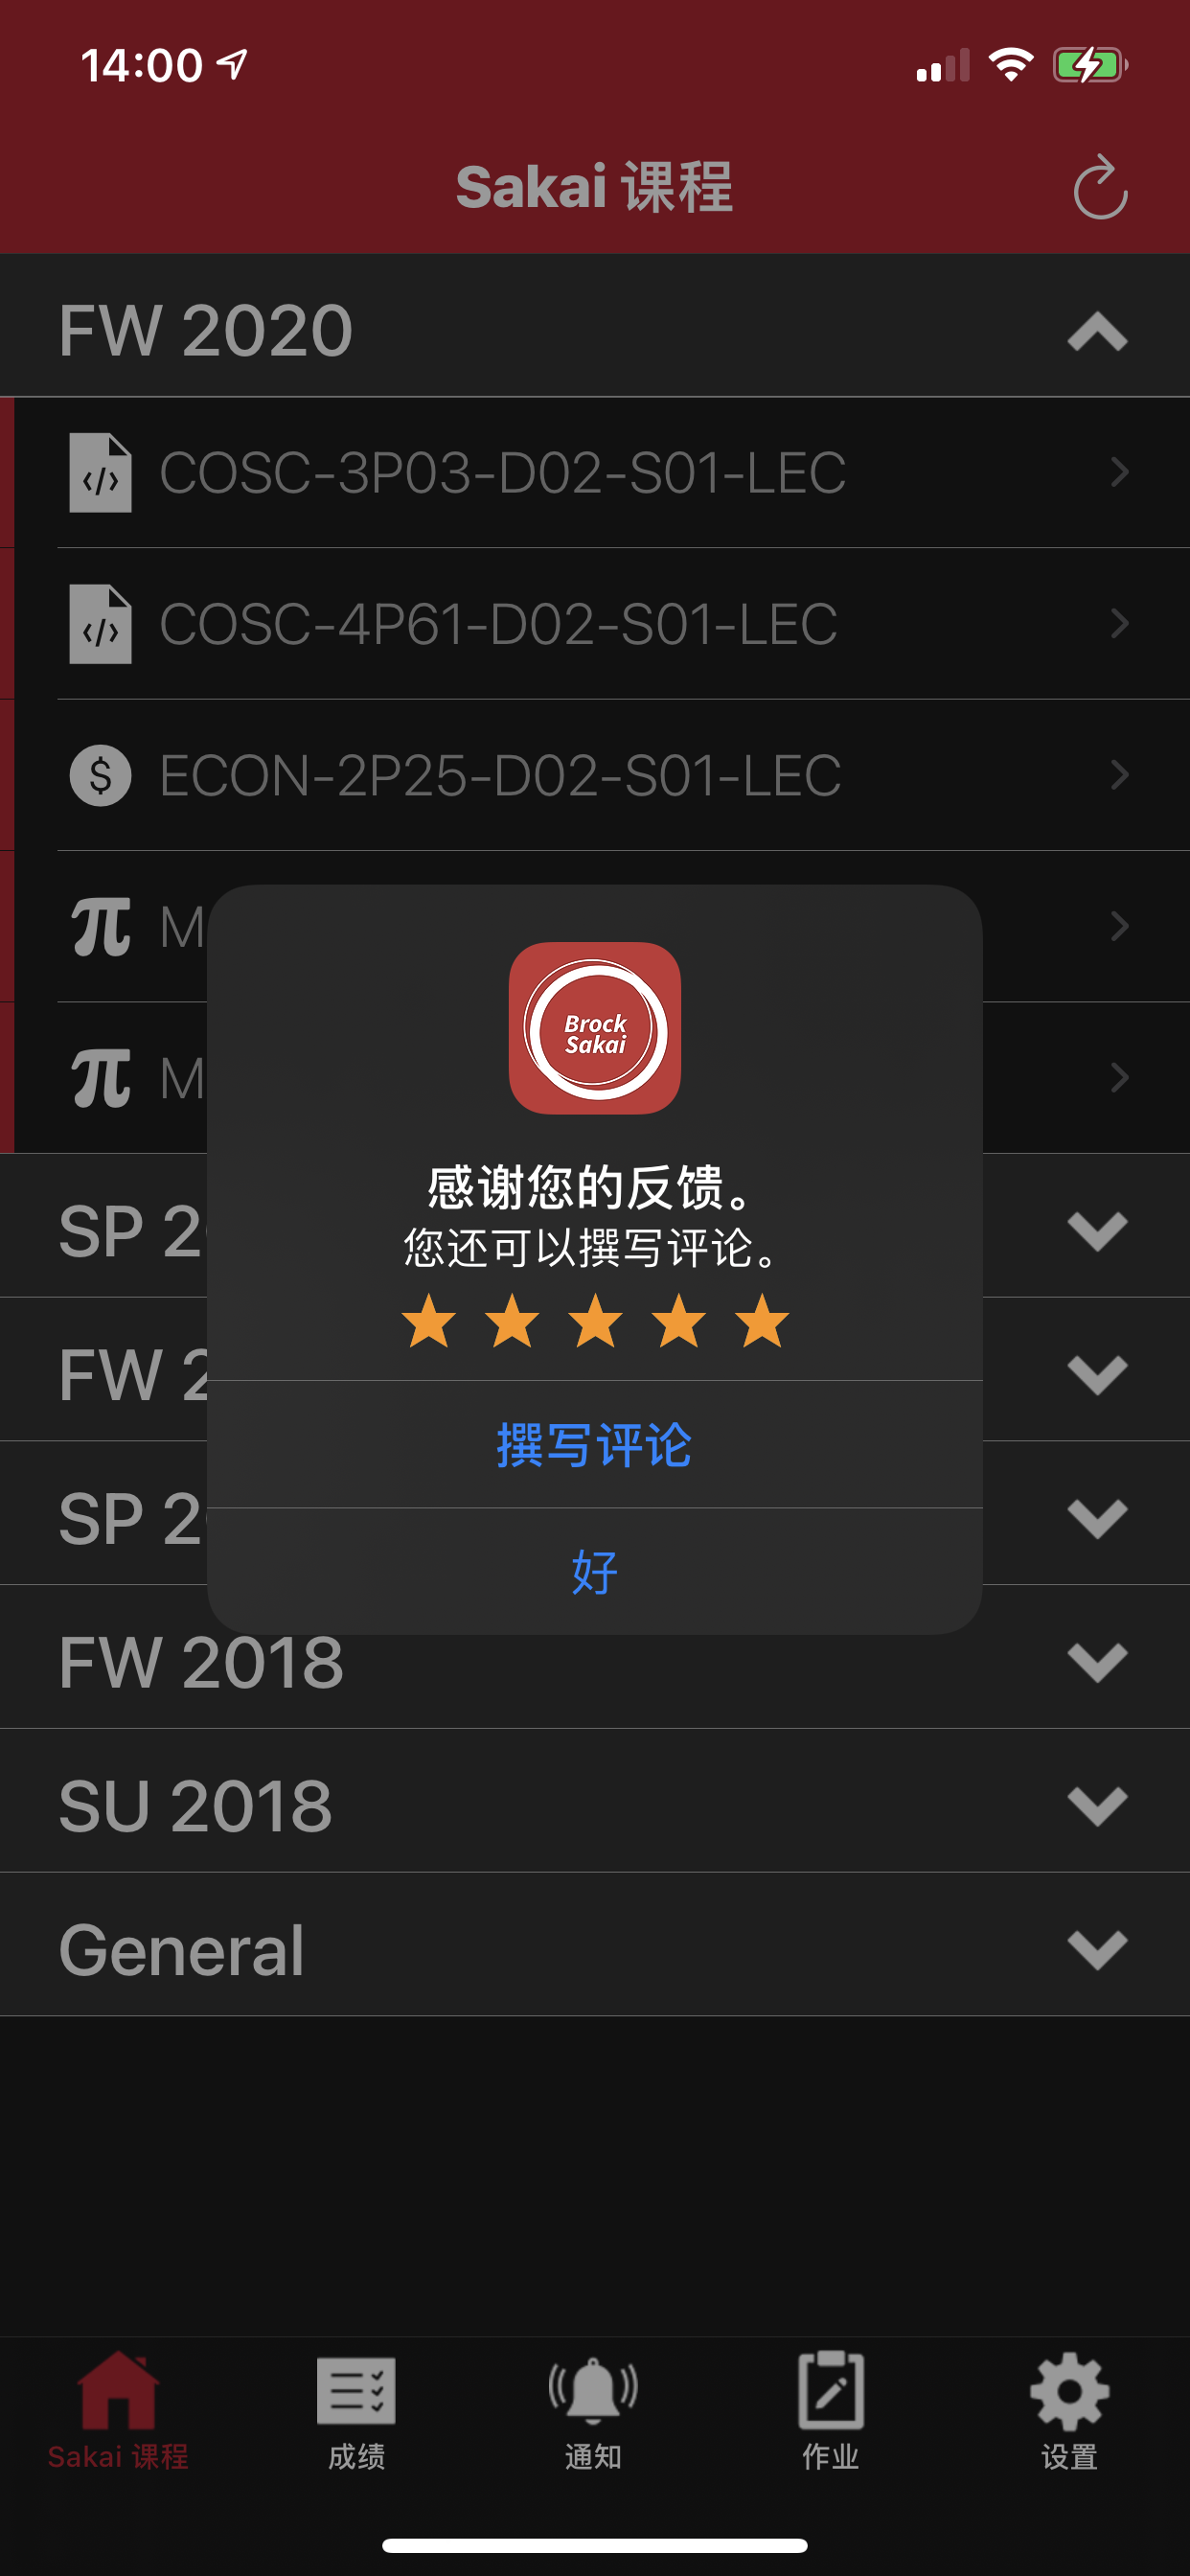 14:00
Sakai 课程
FW 2020
COSC-3P03-D02-S01-LEC
COSC-4P61-D02-S01-LEC
ECON-2P25-D02-S01-LEC
M
M
Brock
Sakai
感谢您的反馈。
您还可以撰写评论。
撰写评论
好
SP 2
FW 2
SP 2
FW 2018
SU 2018
General
Sakai 课程
成绩
通知
作业
设置